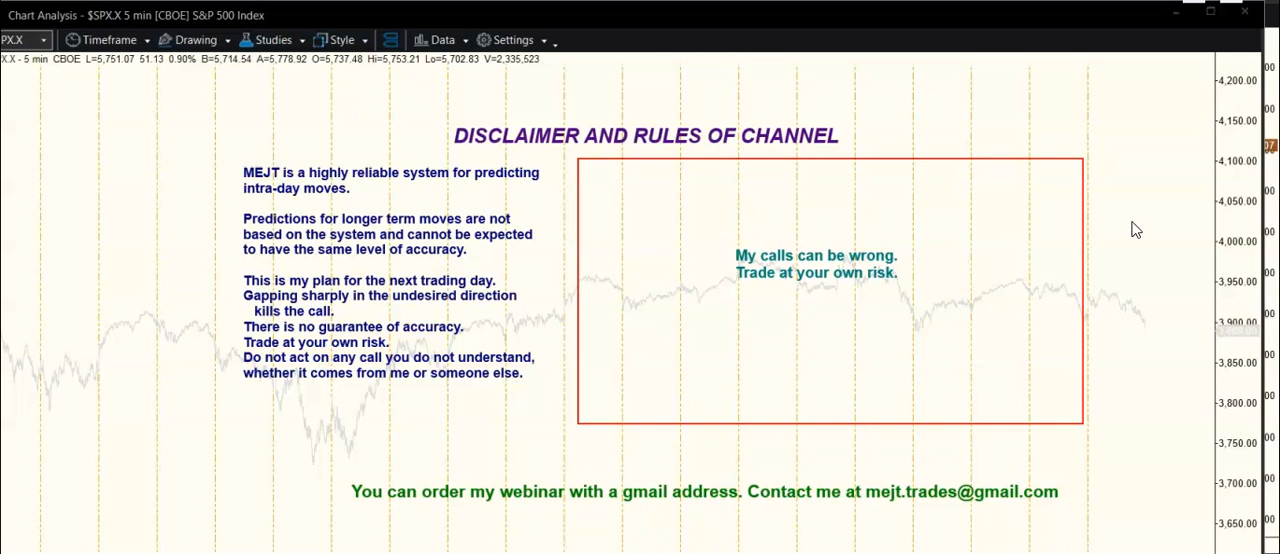 Chart Analysis - $SPX.X 5 min [CBOE] S&P 500 Index
PX.X Timeframe Drawing Studies Style Data Settings
X.X - 5 min CBOE L=5,751.07 51.13 0.90% B=5,714.54 A=5,778.92 O=5,737.48 Hi=5,753.21 Lo=5,702.83 V=2,335,523
DISCLAIMER AND RULES OF CHANNEL
MEJT is a highly reliable system for predicting
intra-day moves.
Predictions for longer term moves are not
based on the system and cannot be expected
to have the same level of accuracy.
This is my plan for the next trading day.
Gapping sharply in the undesired direction
kills the call.
There is no guarantee of accuracy.
Trade at your own risk.
Do not act on any call you do not understand,
whether it comes from me or someone else.
My calls can be wrong.
Trade at your own risk.
You can order my webinar with a gmail address. Contact me at mejt.trades@gmail.com
4,200.00
4,150.00
4,100.00
4,050.00
4,000.00
3,950.00
3,900.00
3,850.00
3,800.00
3,750.00
3,700.00
3,650.00